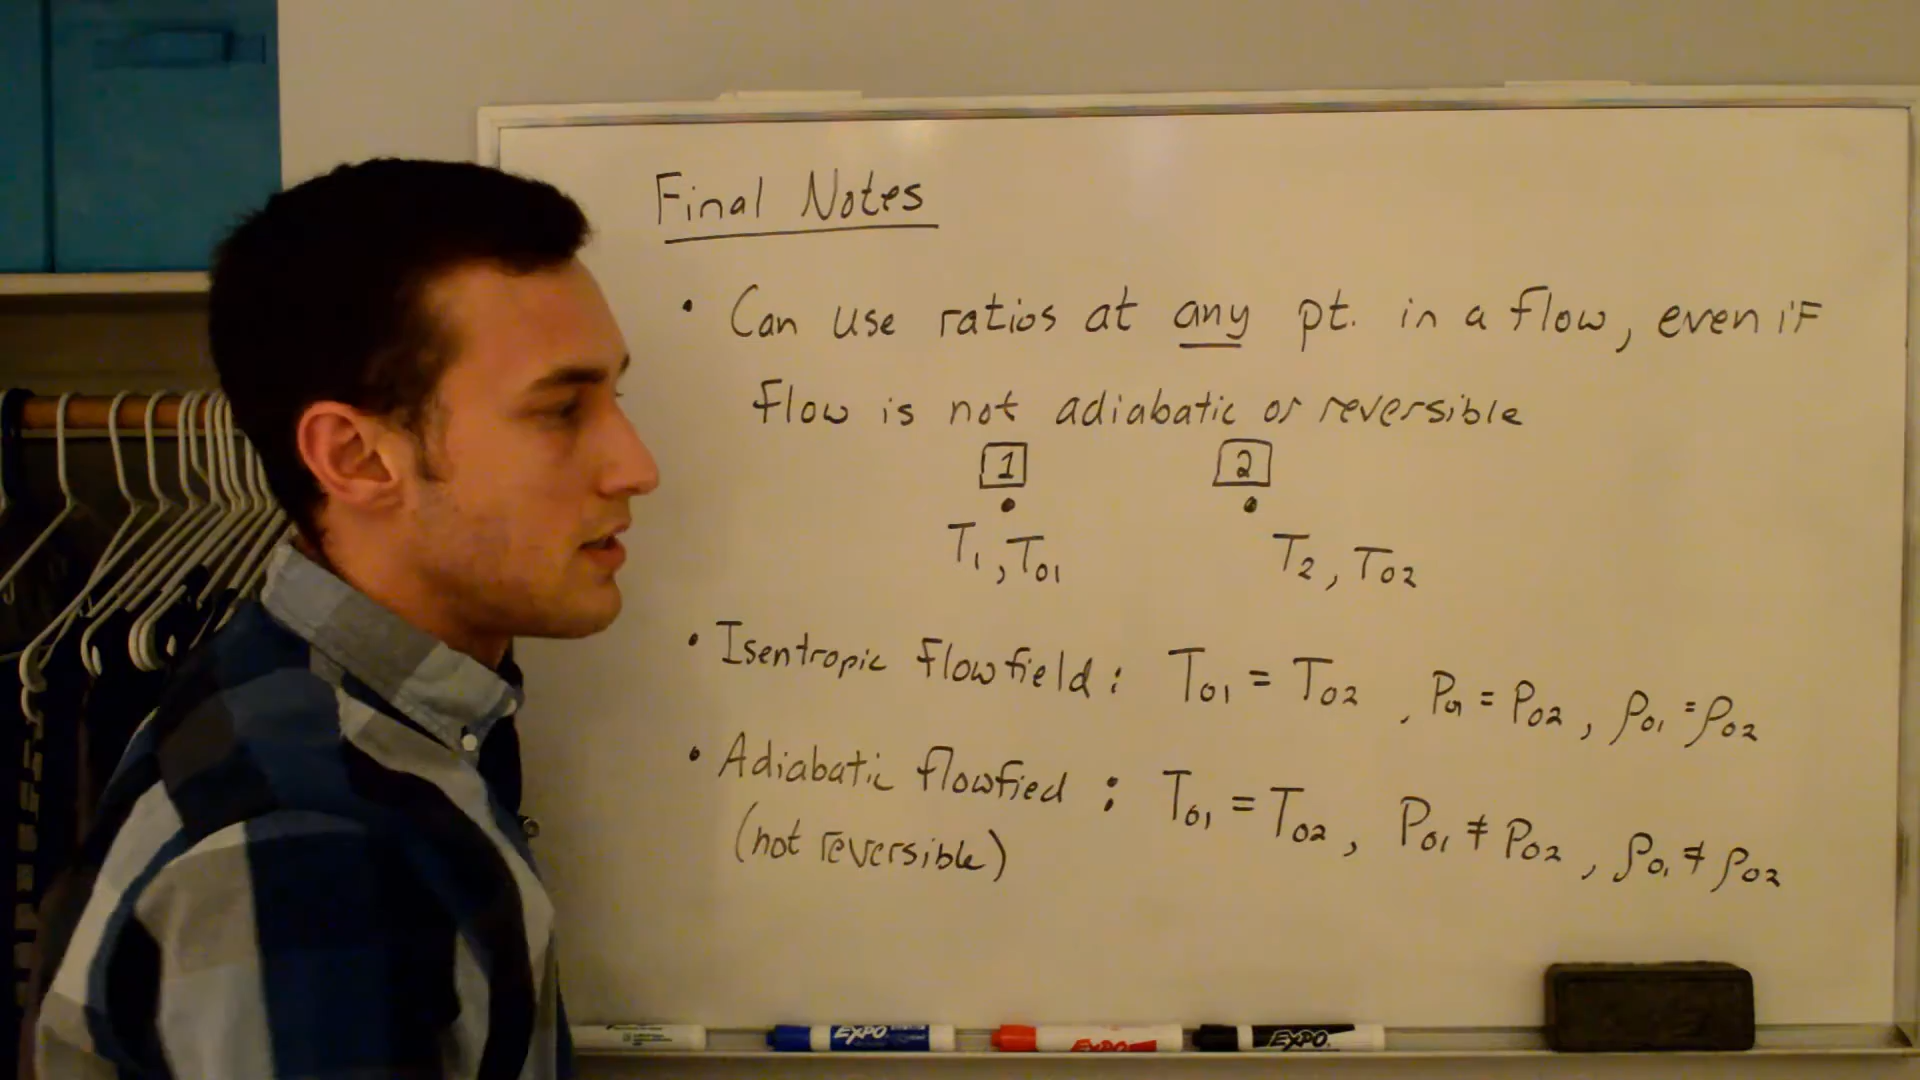 Final Notes
• Can use ratios at any pt. in a flow, even if
flow is not adiabatic or reversible
1 2
T₁, T₀₁ T₂, T₀₂
• Isentropic flowfield : T₀₁ = T₀₂, P₀₁ = P₀₂, ρ₀₁ = ρ₀₂
• Adiabatic flowfied : T₀₁ = T₀₂, P₀₁ ≠ P₀₂, ρ₀₁ ≠ ρ₀₂
(not reversible)
EXPO EXPO EXPO